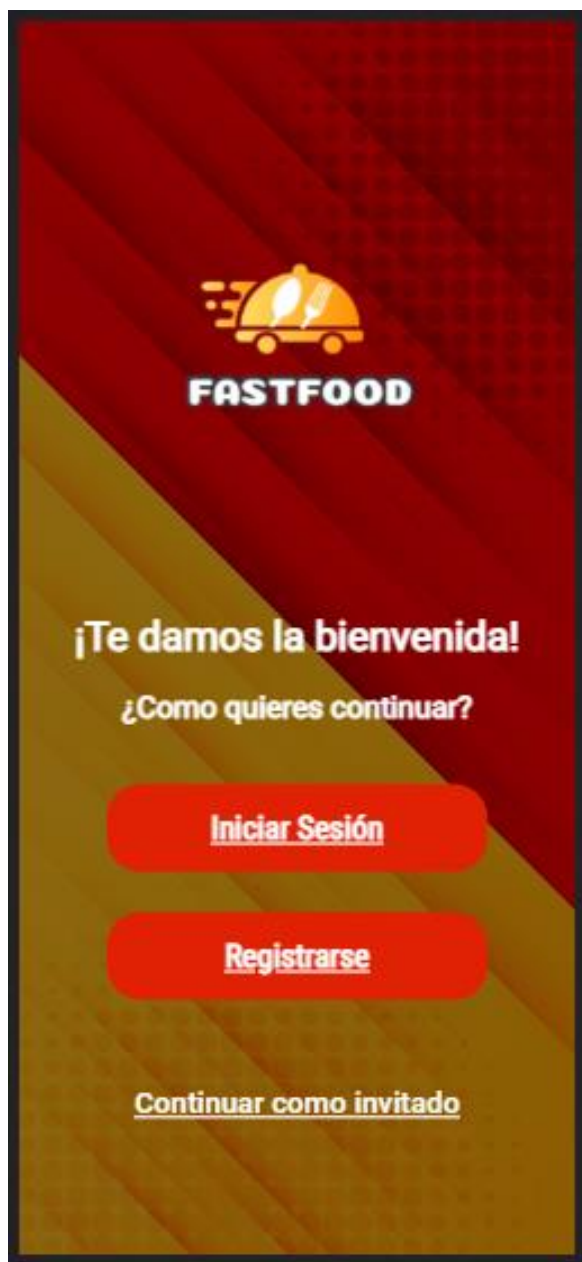 FASTFOOD
¡Te damos la bienvenida!
¿Como quieres continuar?
Iniciar Sesión
Registrarse
Continuar como invitado